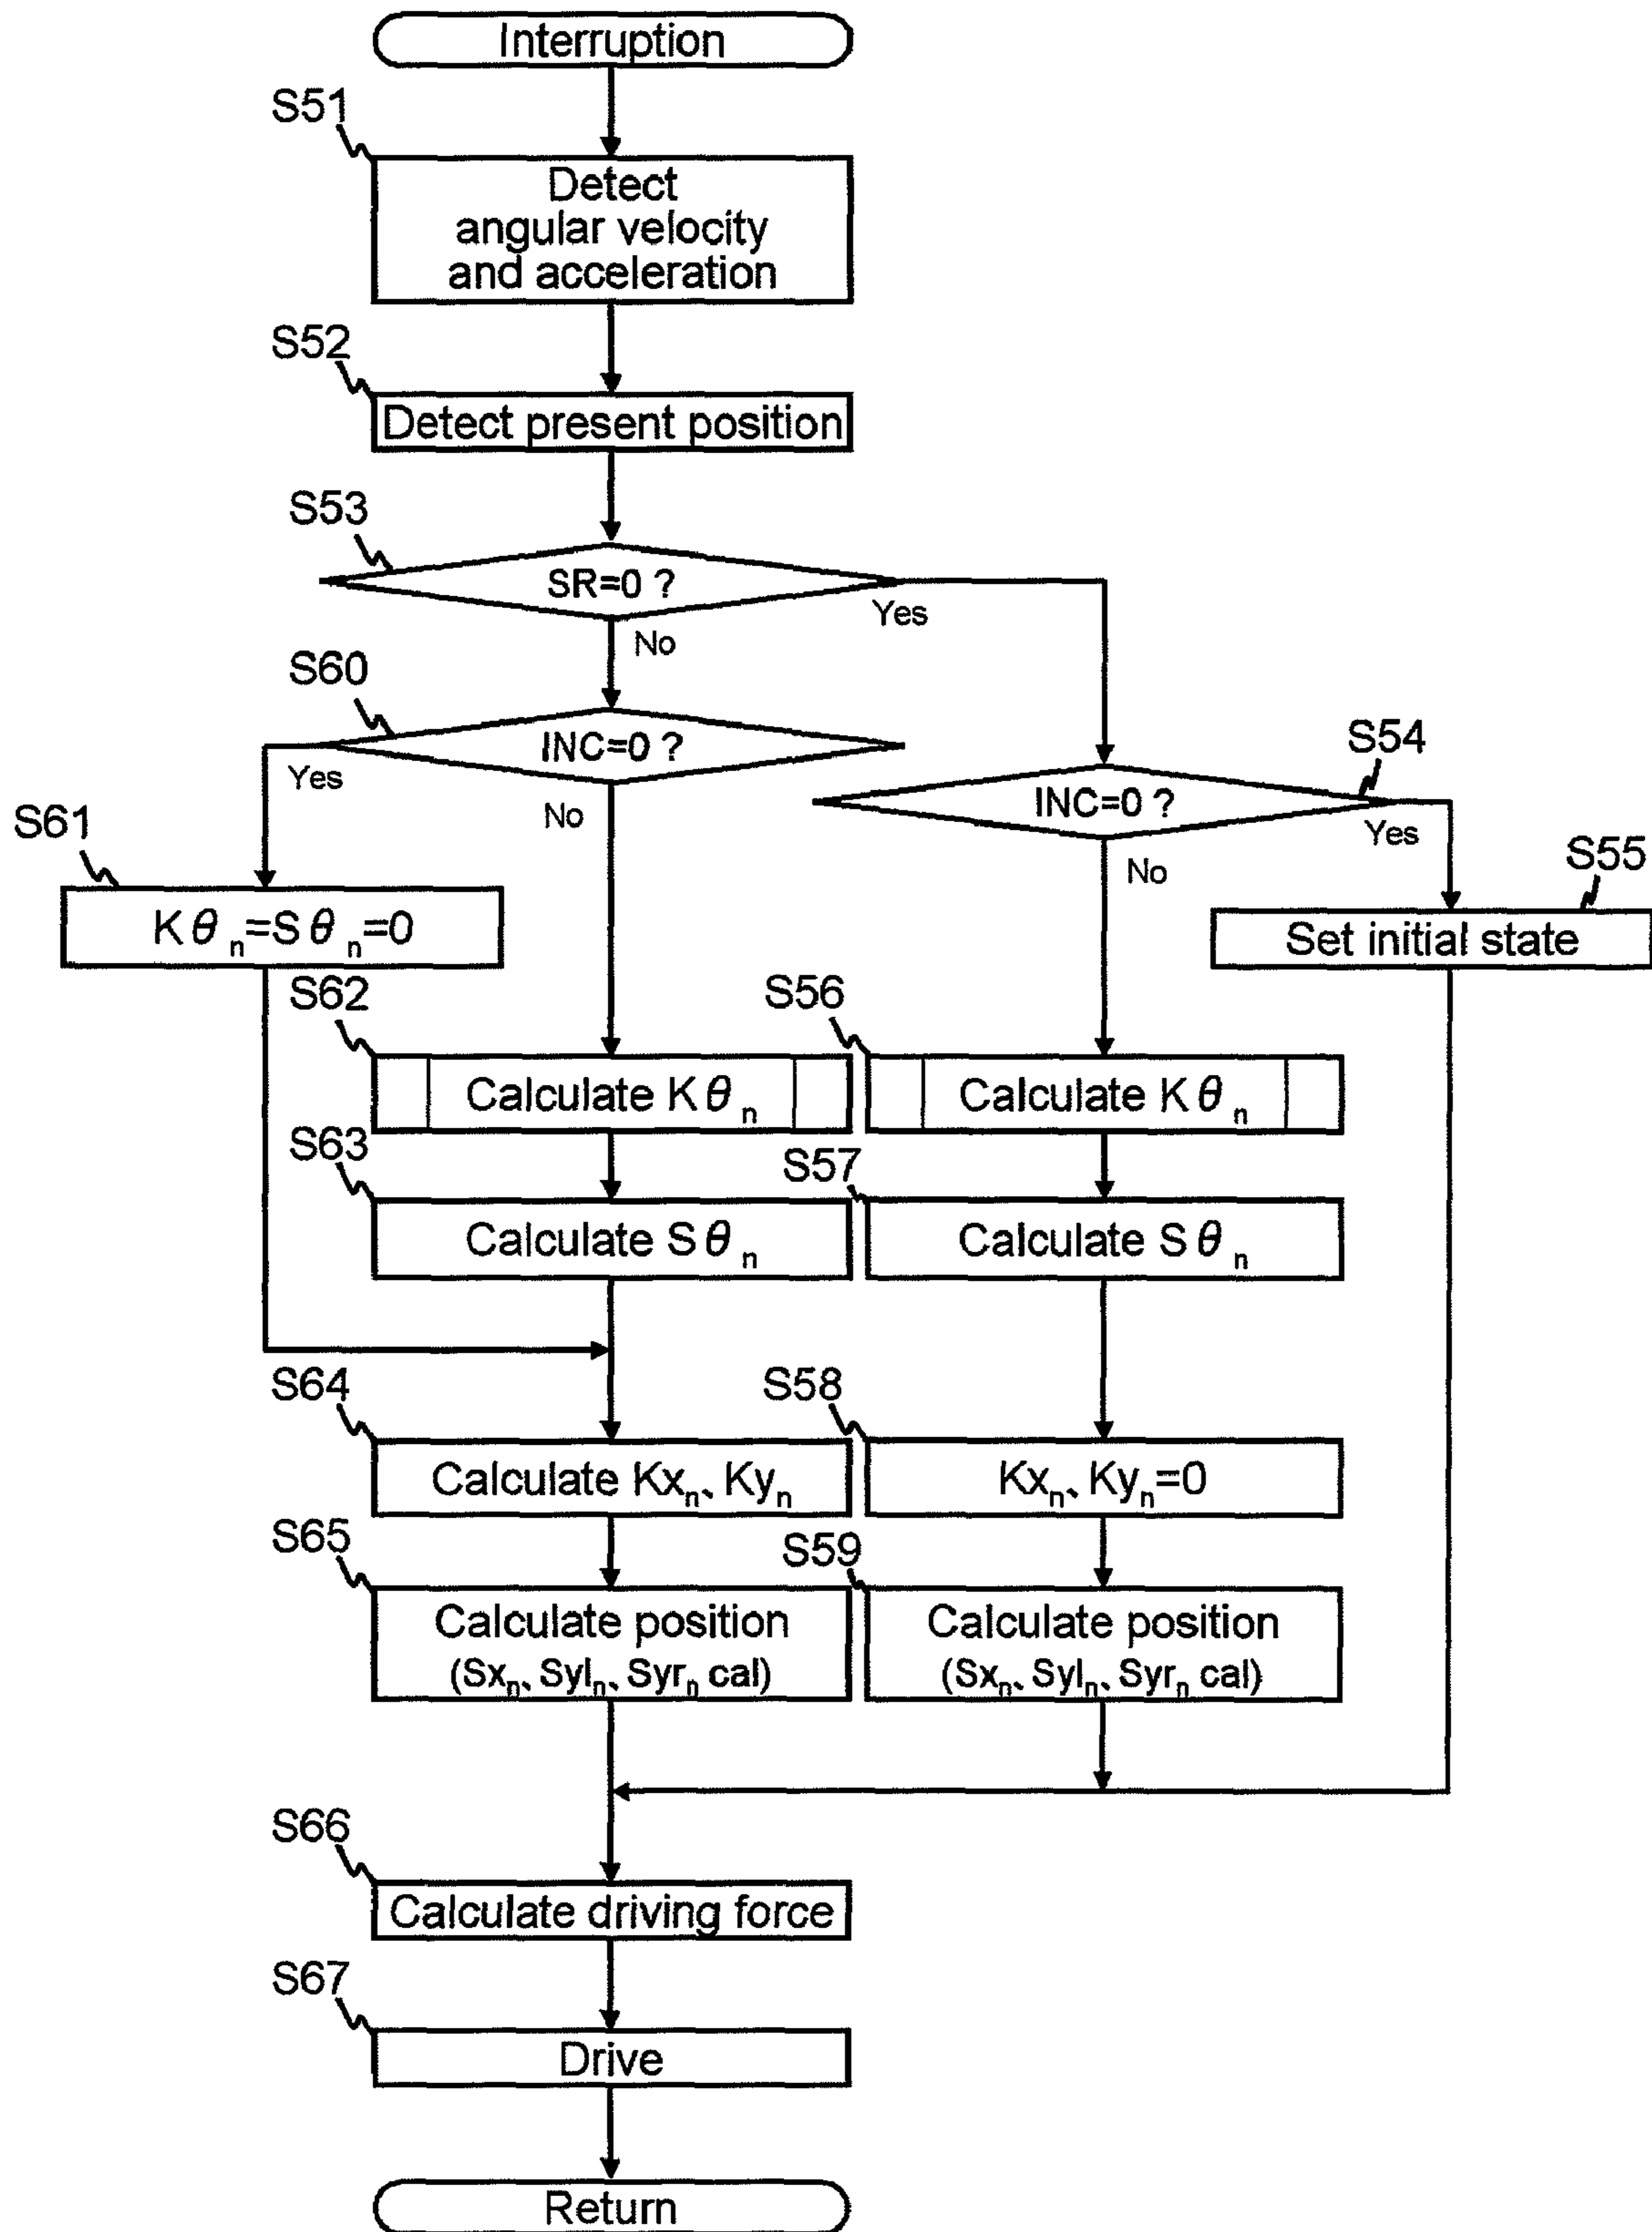 Interruption
S51
Detect
angular velocity
and acceleration
S52
Detect present position
S53
SR=0 ?
Yes
No
S60
INC=0 ?
Yes
No
S54
INC=0 ?
Yes
No
S61
Kθn=Sθn=0
S55
Set initial state
S62
Calculate Kθn
S56
Calculate Kθn
S63
Calculate Sθn
S57
Calculate Sθn
S64
Calculate Kxn、Kyn
S58
Kxn、Kyn=0
S65
Calculate position
(Sxn、Syln、Syrn cal)
S59
Calculate position
(Sxn、Syln、Syrn cal)
S66
Calculate driving force
S67
Drive
Return